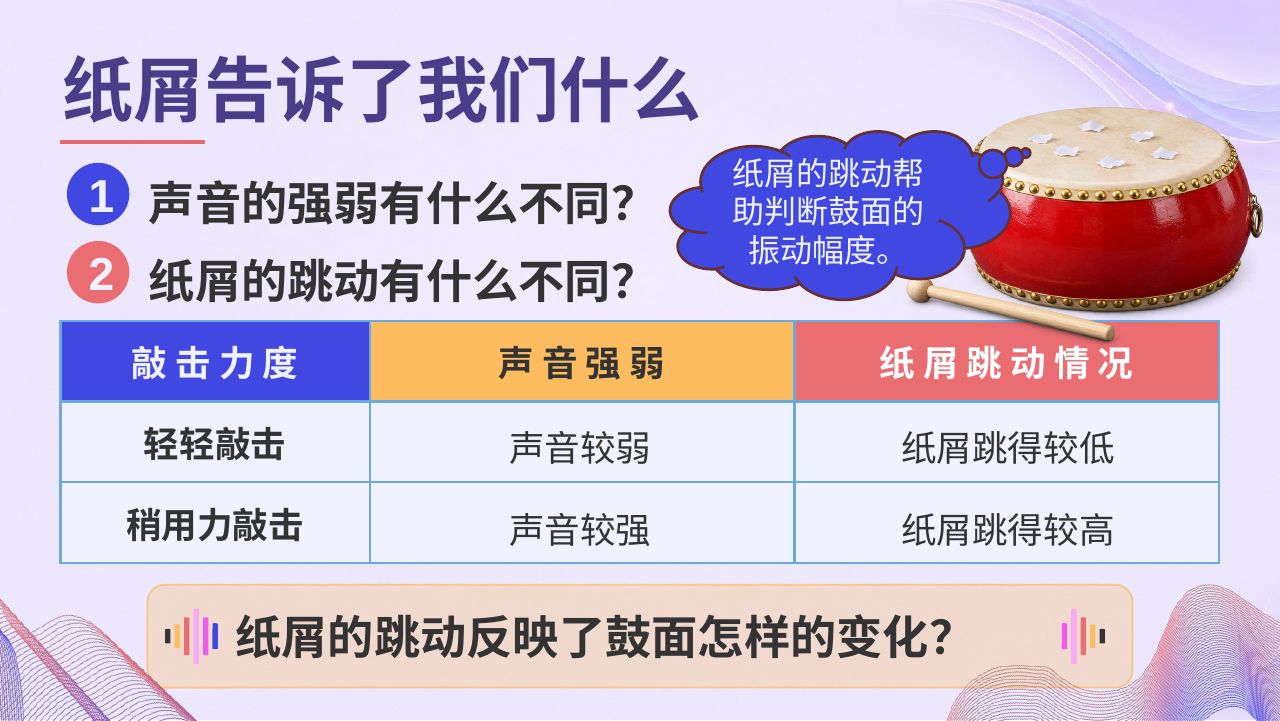 纸屑告诉了我们什么
1 声音的强弱有什么不同？
2 纸屑的跳动有什么不同？
纸屑的跳动帮
助判断鼓面的
振动幅度。
敲击力度 声音强弱 纸屑跳动情况
轻轻敲击 声音较弱 纸屑跳得较低
稍用力敲击 声音较强 纸屑跳得较高
纸屑的跳动反映了鼓面怎样的变化？